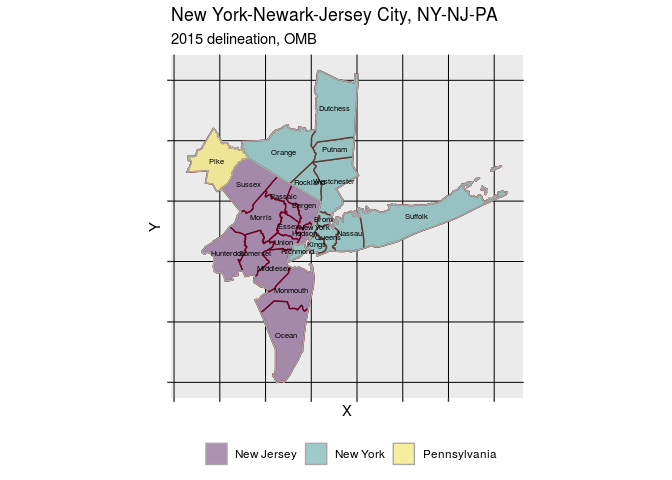 New York-Newark-Jersey City, NY-NJ-PA
2015 delineation, OMB
Dutchess
Putnam
Orange
Pike
Rockland
Westchester
Sussex
Passaic
Bergen
Morris
Suffolk
Bronx
Essex
New York
Hudson
Nassau
Queens
Union
Kings
Hunterdon
Somerset
Richmond
Middlesex
Monmouth
Ocean
Y
X
New Jersey
New York
Pennsylvania